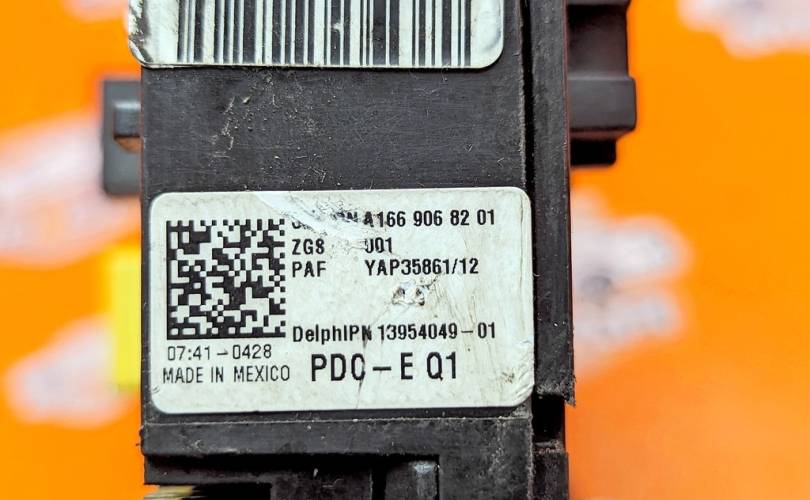 A166 906 82 01
ZGS 001
PAF YAP35861/12
DelphiPN 13954049-01
07:41-0428
MADE IN MEXICO PDC-E Q1